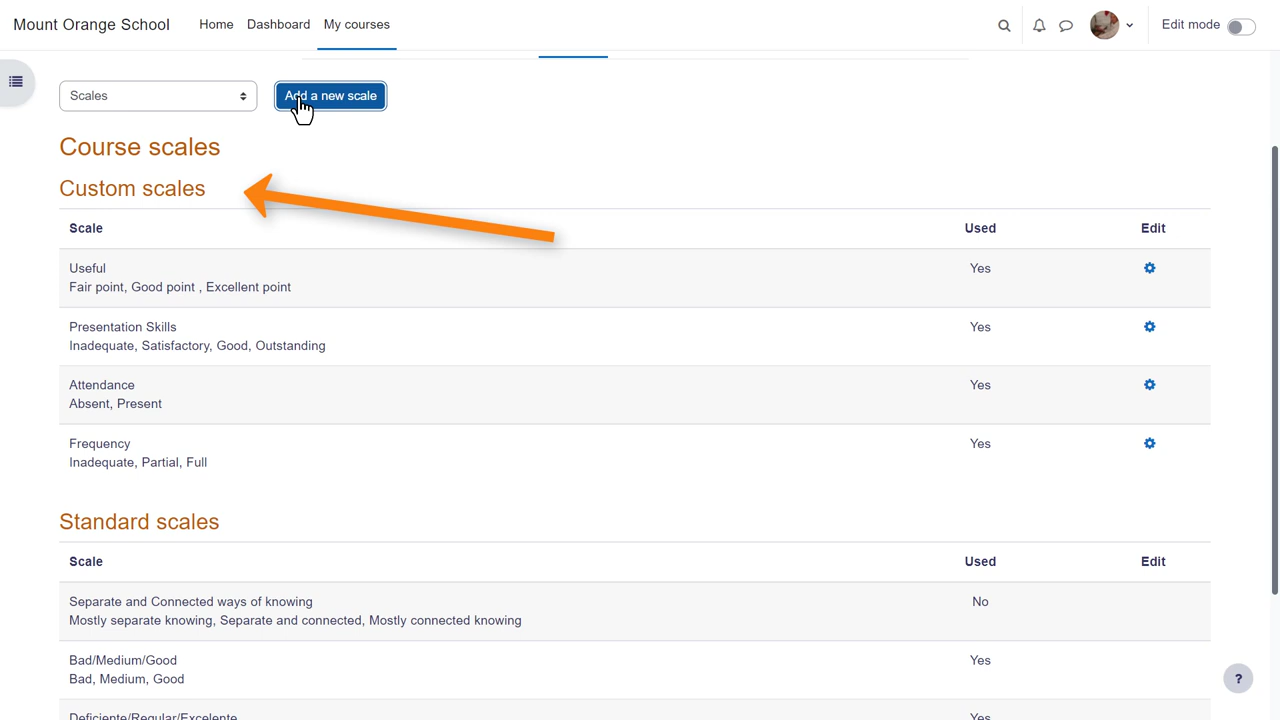 Mount Orange School Home Dashboard My courses Edit mode
Scales Add a new scale
Course scales
Custom scales
Scale Used Edit
Useful Yes
Fair point, Good point , Excellent point
Presentation Skills Yes
Inadequate, Satisfactory, Good, Outstanding
Attendance Yes
Absent, Present
Frequency Yes
Inadequate, Partial, Full
Standard scales
Scale Used Edit
Separate and Connected ways of knowing No
Mostly separate knowing, Separate and connected, Mostly connected knowing
Bad/Medium/Good Yes
Bad, Medium, Good
?
Deficiente/Regular/Excelente Yes